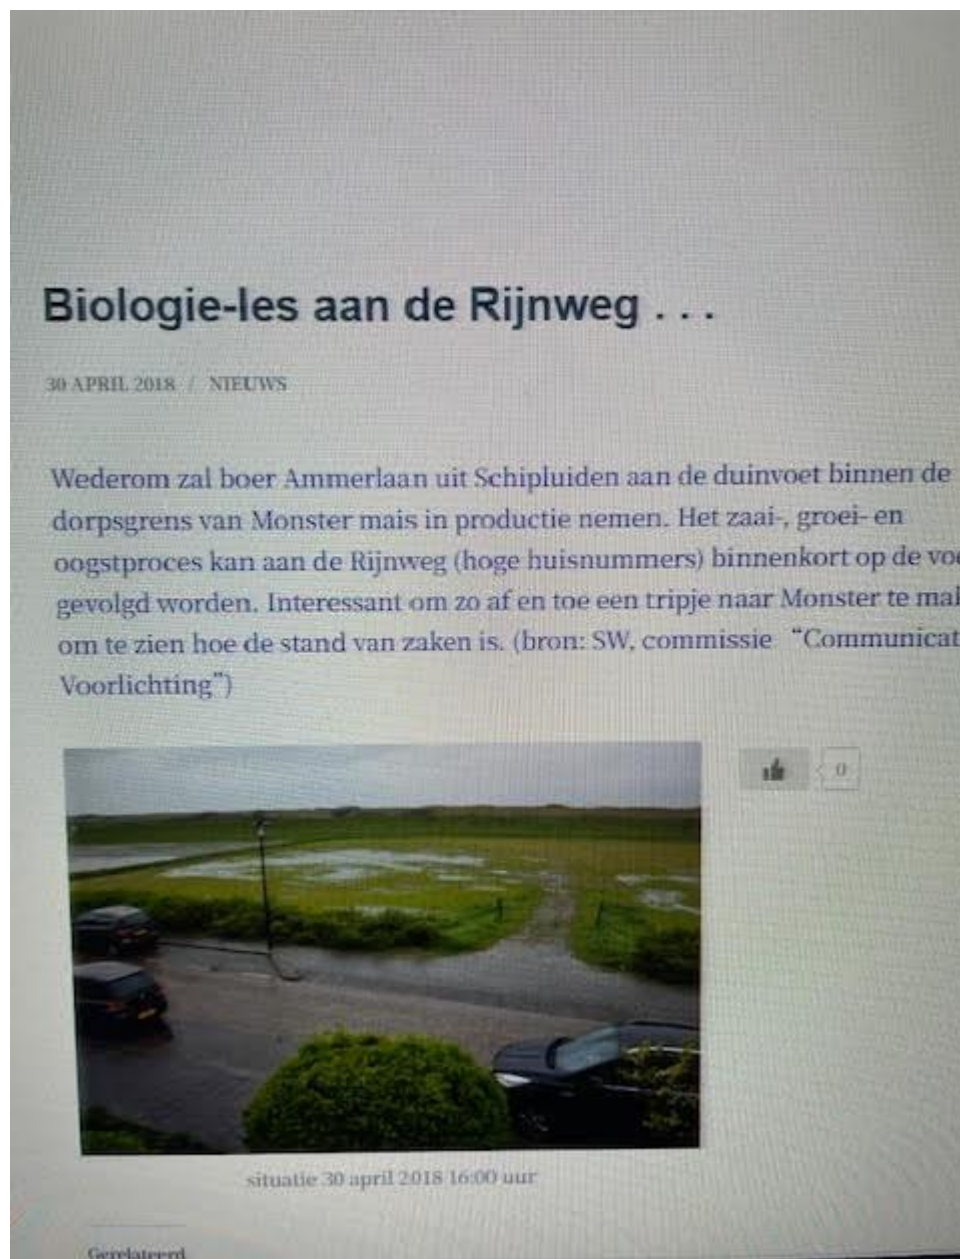 Biologie-les aan de Rijnweg . . .
30 APRIL 2018 / NIEUWS
Wederom zal boer Ammerlaan uit Schipluiden aan de duinvoet binnen de
dorpsgrens van Monster mais in productie nemen. Het zaai-, groei- en
oogstproces kan aan de Rijnweg (hoge huisnummers) binnenkort op de voe
gevolgd worden. Interessant om zo af en toe een tripje naar Monster te mak
om te zien hoe de stand van zaken is. (bron: SW, commissie “Communicat
Voorlichting”)
0
situatie 30 april 2018 16:00 uur
Gerelateerd